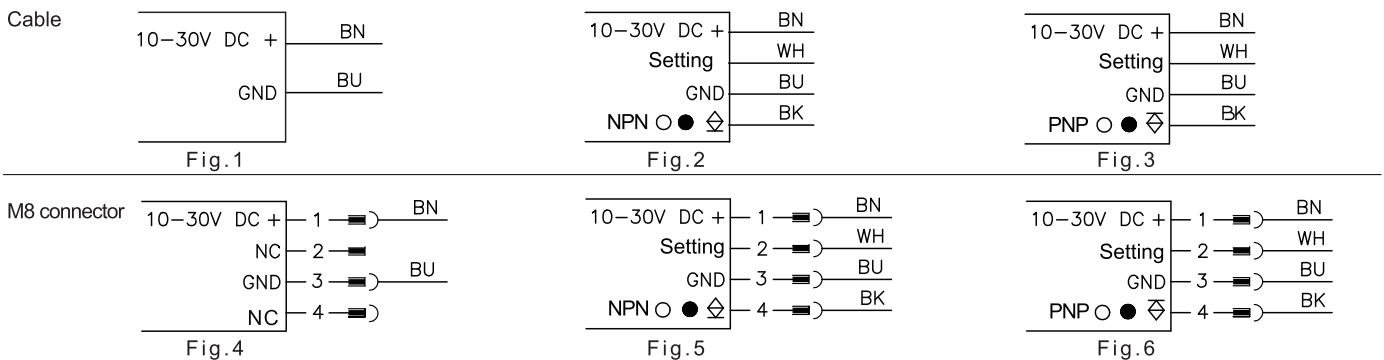 Cable
10-30V DC +
BN
GND
BU
Fig.1
10-30V DC +
BN
Setting
WH
GND
BU
NPN
BK
Fig.2
10-30V DC +
BN
Setting
WH
GND
BU
PNP
BK
Fig.3
M8 connector
10-30V DC +
1
BN
NC
2
GND
3
BU
NC
4
Fig.4
10-30V DC +
1
BN
Setting
2
WH
GND
3
BU
NPN
4
BK
Fig.5
10-30V DC +
1
BN
Setting
2
WH
GND
3
BU
PNP
4
BK
Fig.6